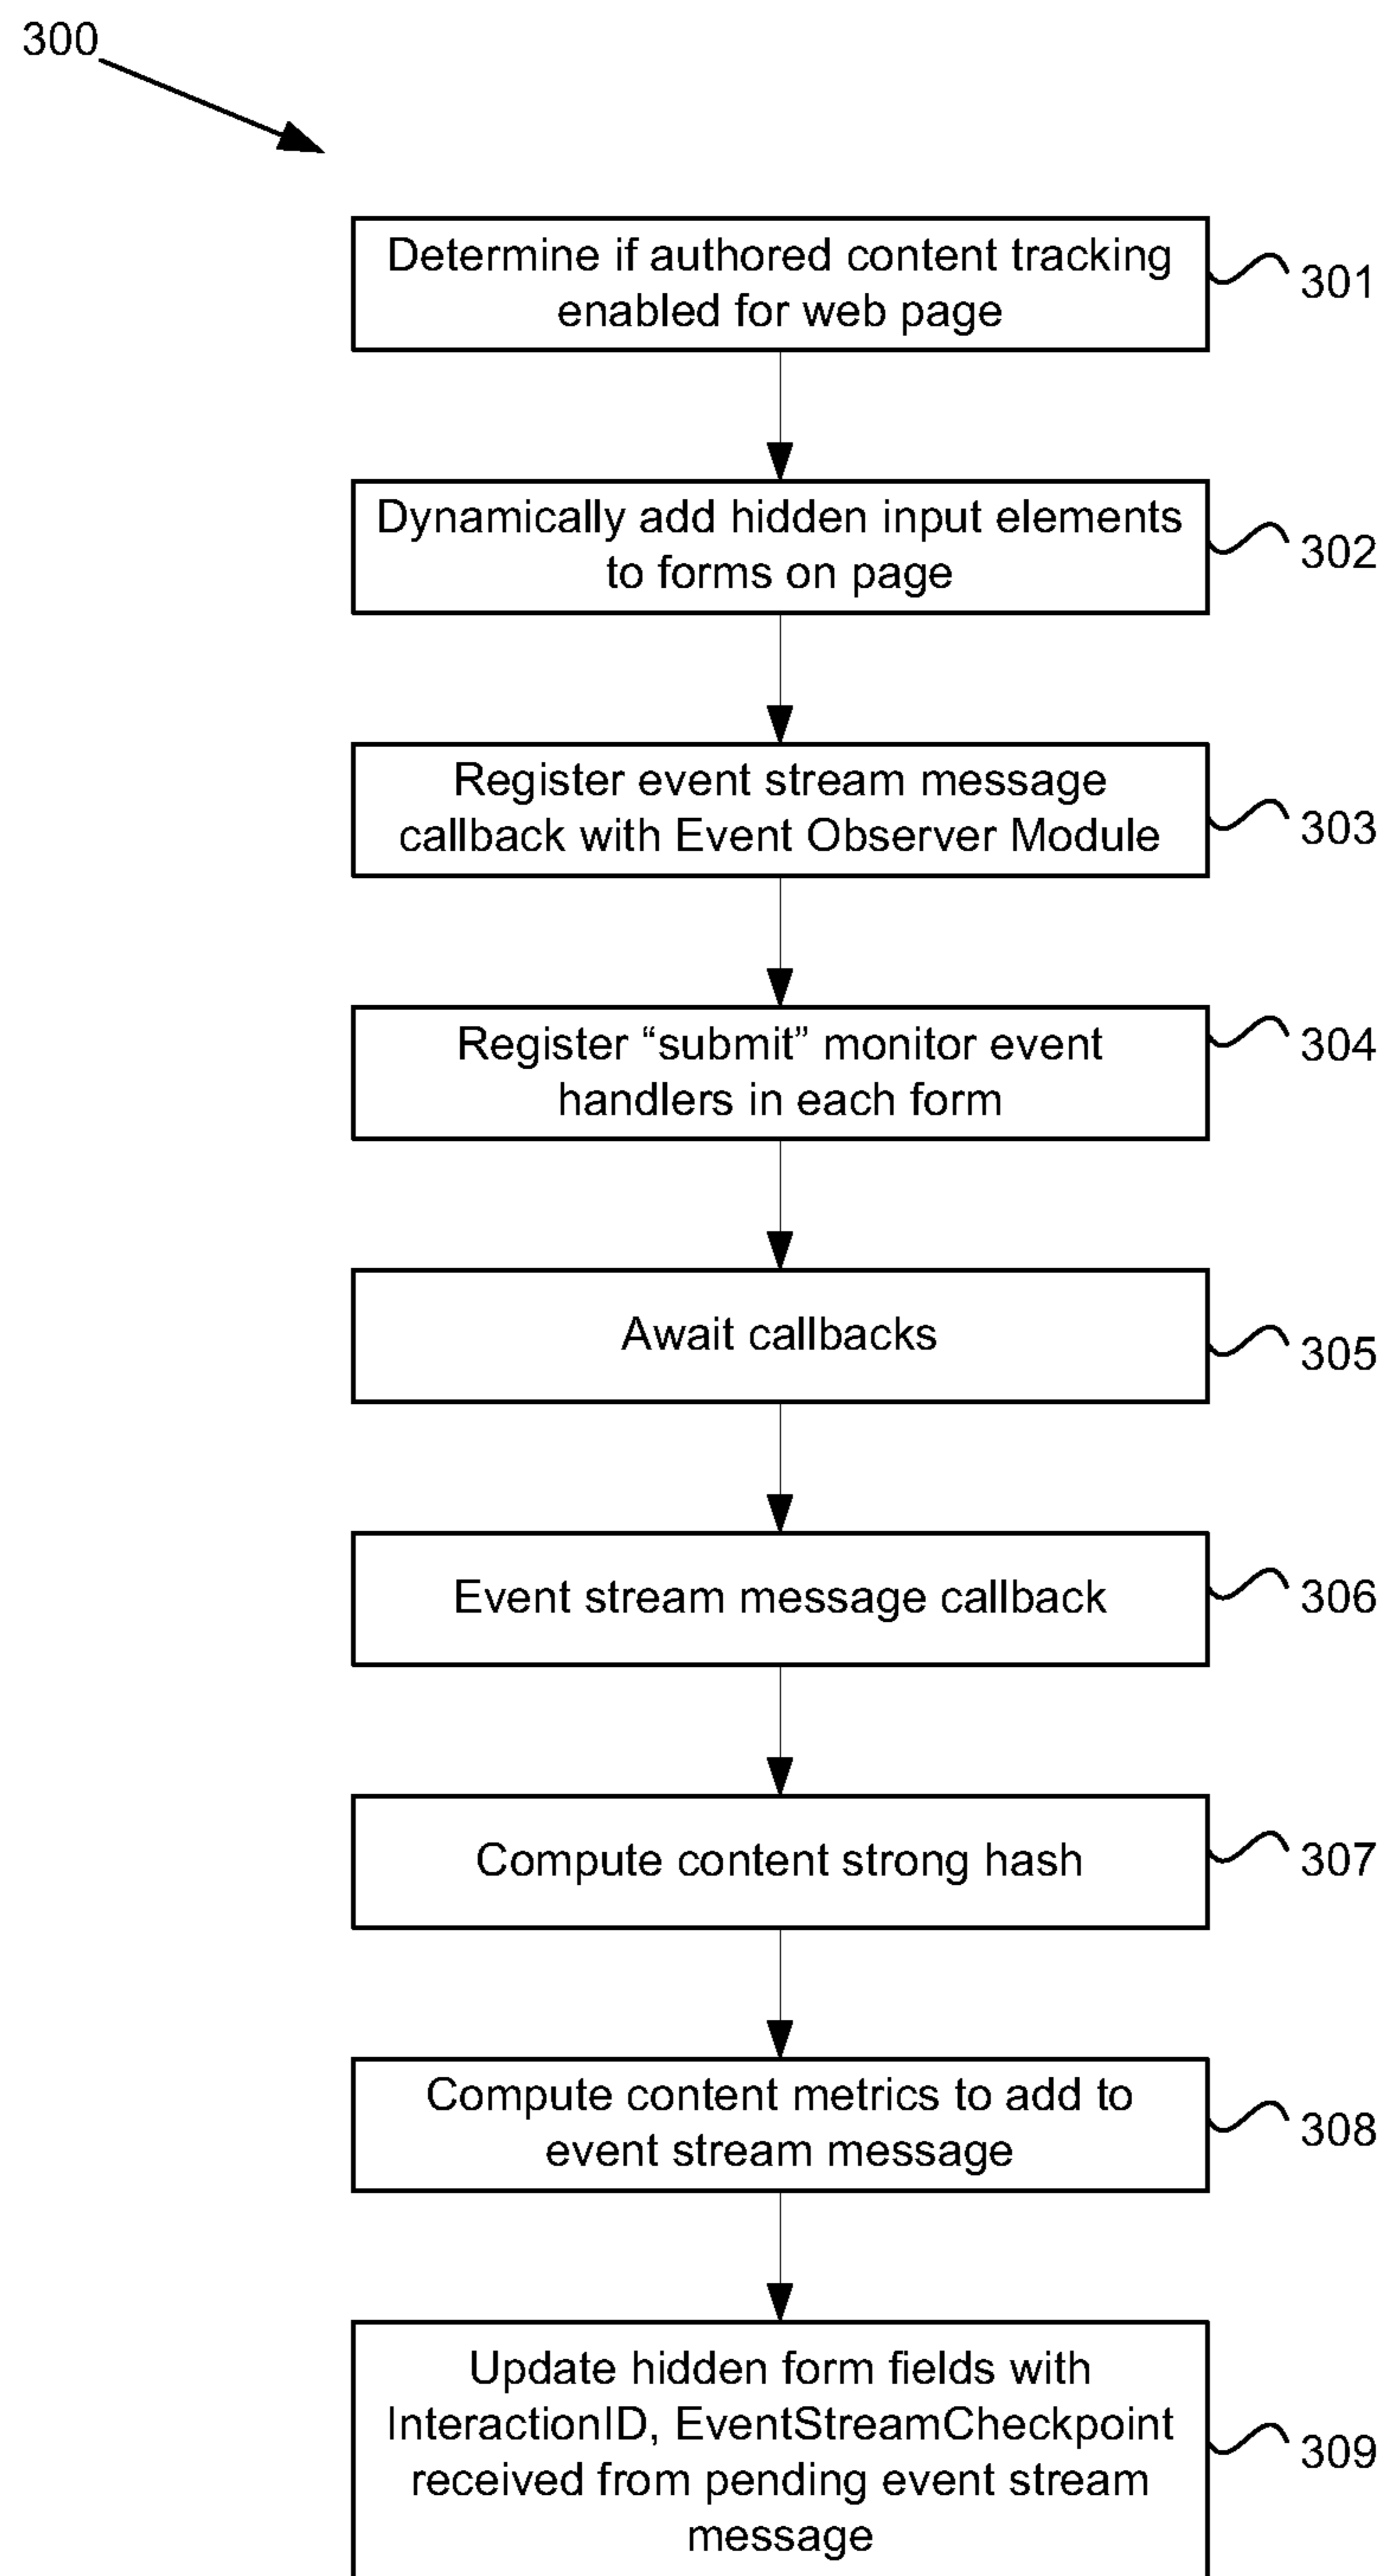 300
Determine if authored content tracking
enabled for web page
301
Dynamically add hidden input elements
to forms on page
302
Register event stream message
callback with Event Observer Module
303
Register “submit” monitor event
handlers in each form
304
Await callbacks
305
Event stream message callback
306
Compute content strong hash
307
Compute content metrics to add to
event stream message
308
Update hidden form fields with
InteractionID, EventStreamCheckpoint
received from pending event stream
message
309